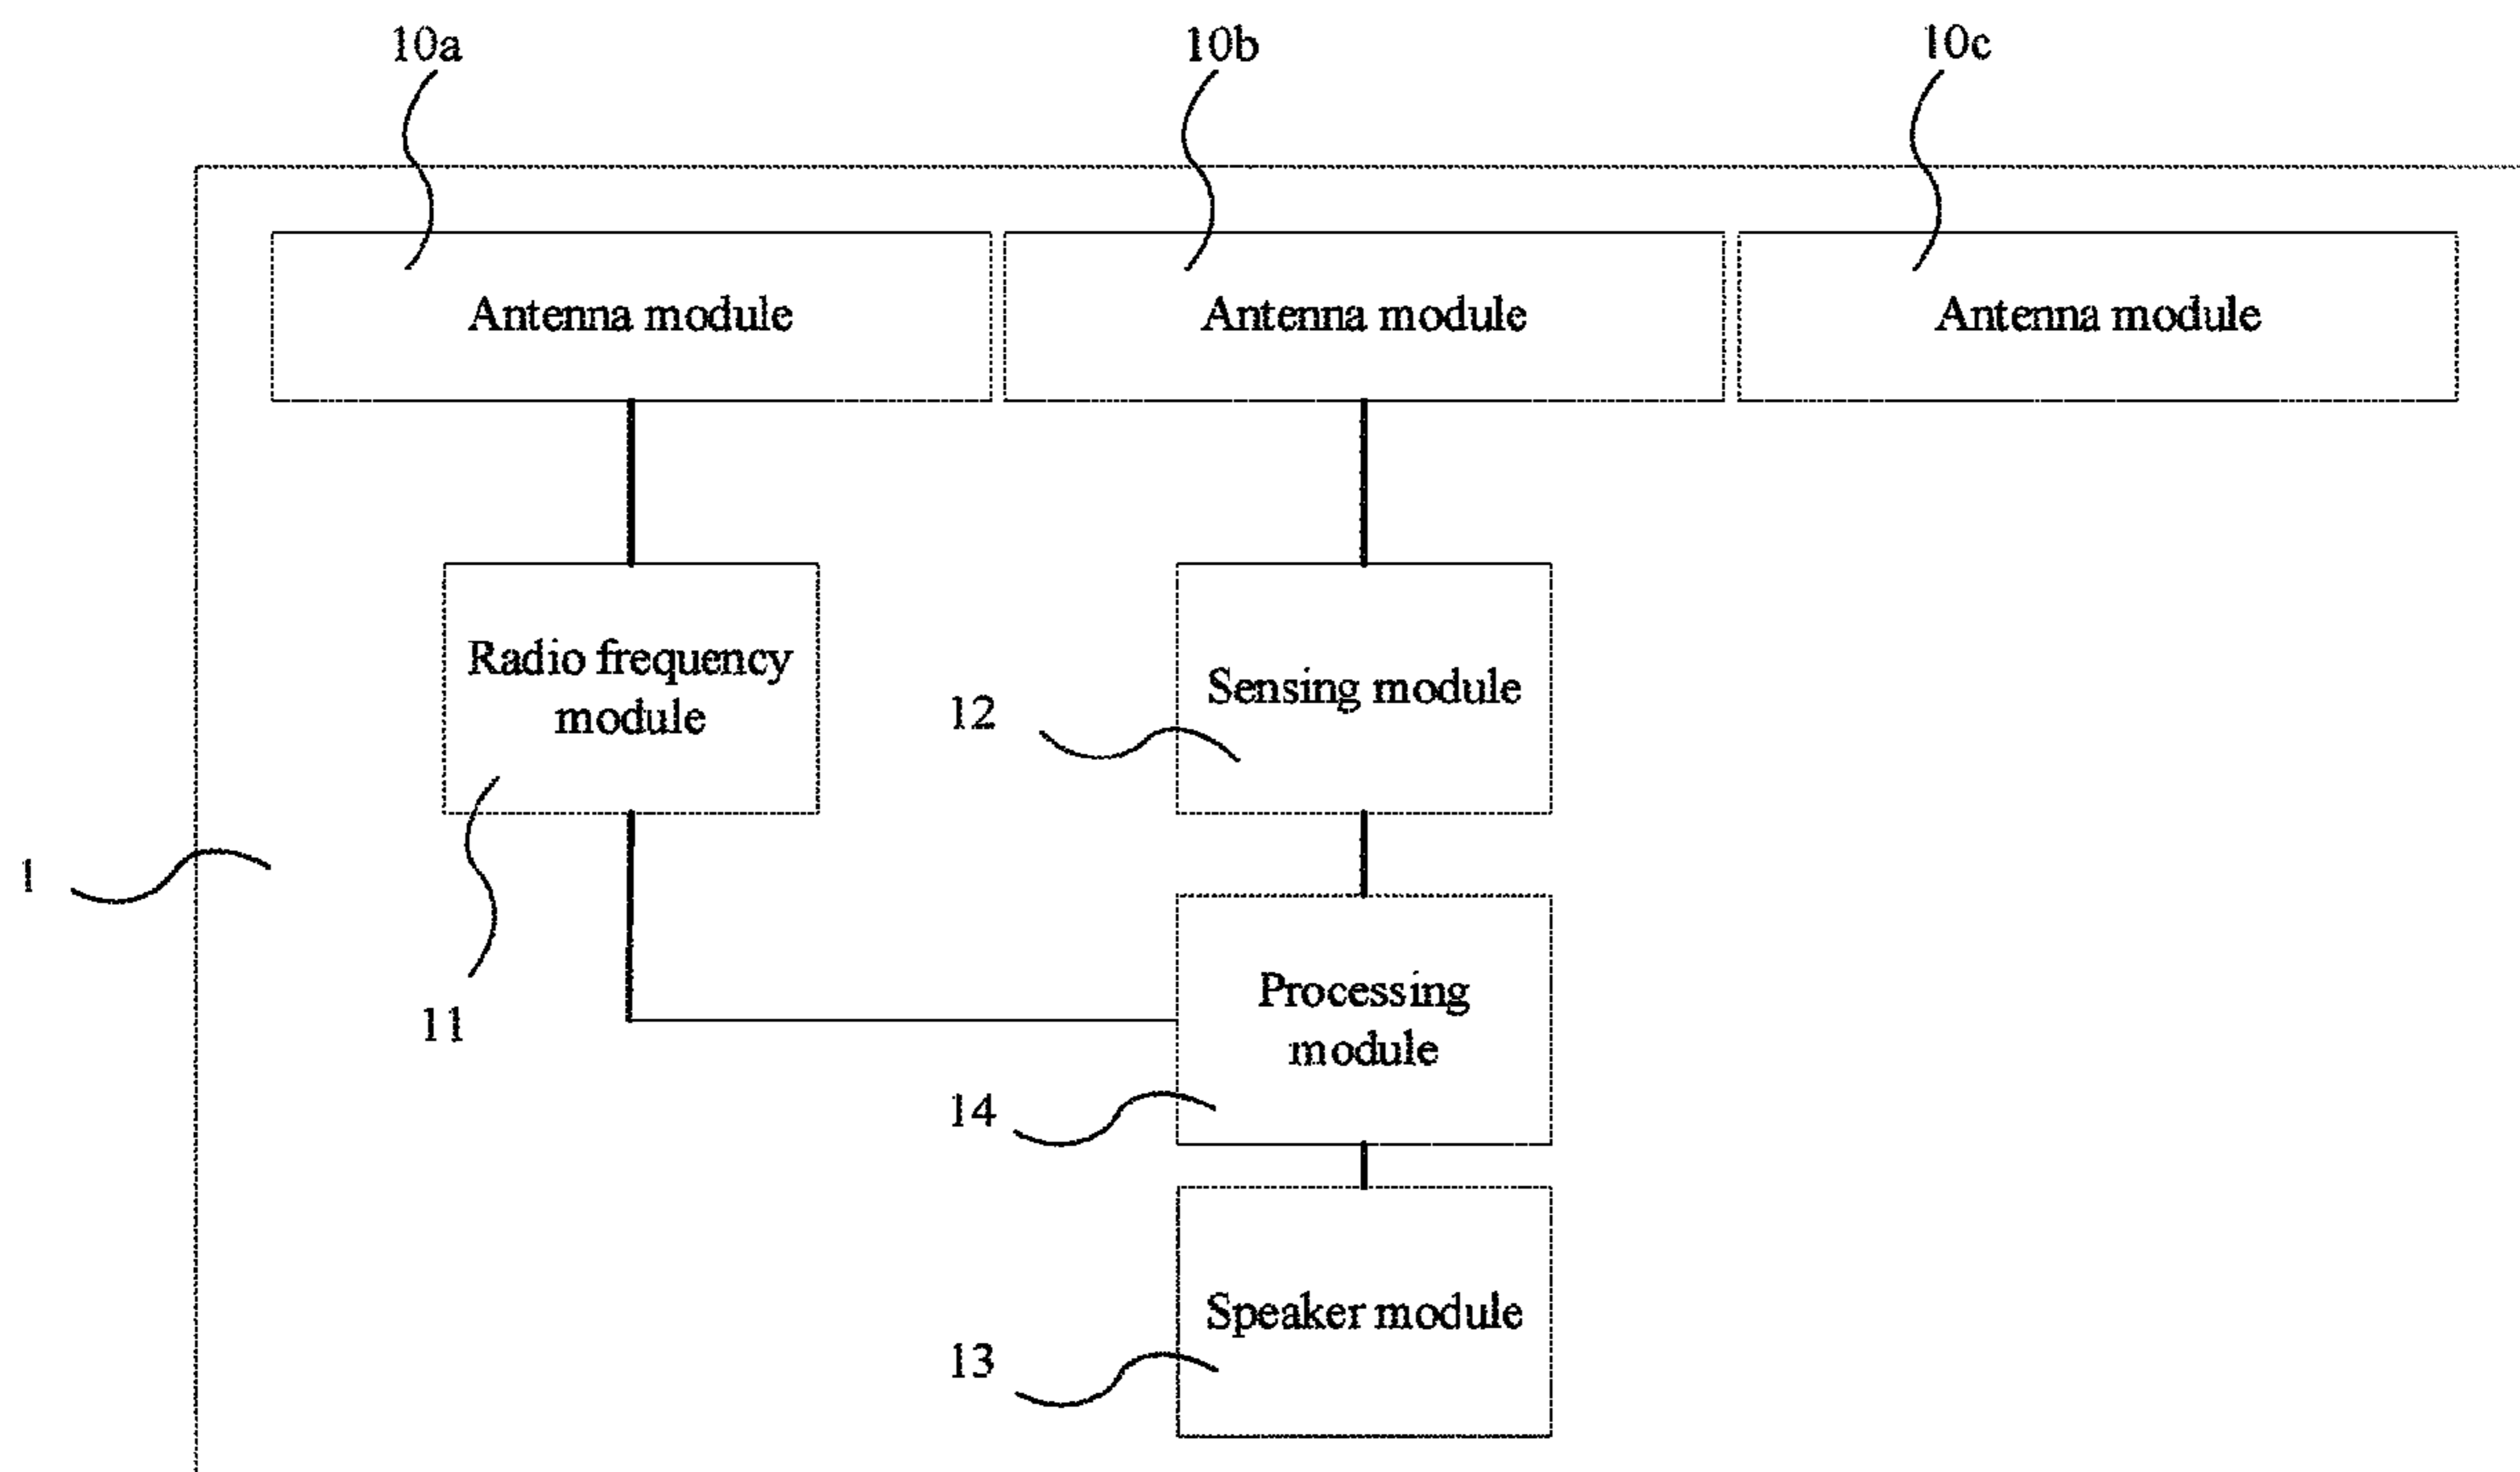 10a
10b
10c
Antenna module
Antenna module
Antenna module
Radio frequency
module
Sensing module
12
1
11
Processing
module
14
Speaker module
13